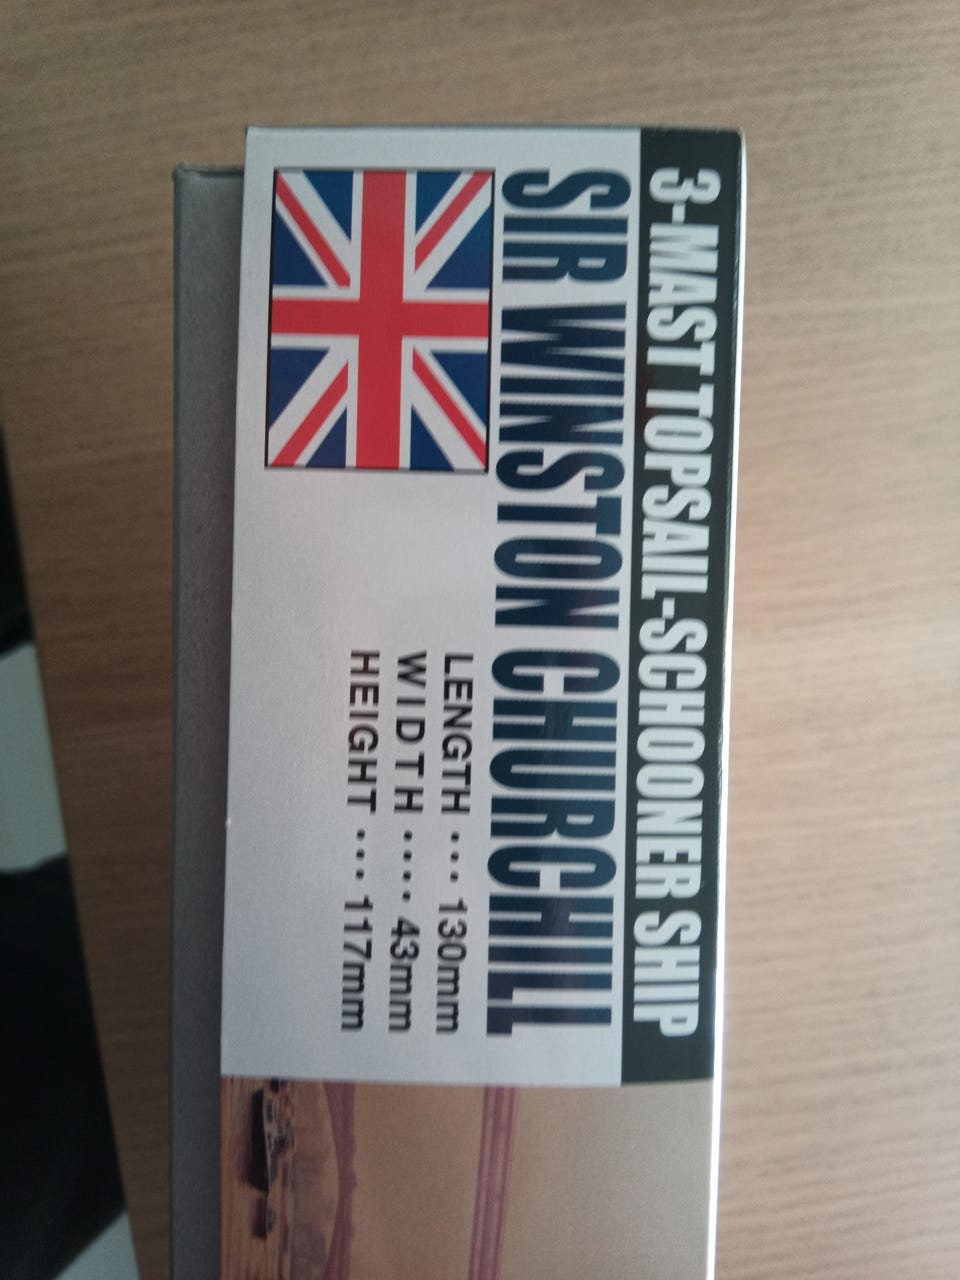 3-MAST TOPSAIL-SCHOONER SHIP
SIR WINSTON CHURCHILL
LENGTH ··· 130mm
WIDTH ···· 43mm
HEIGHT ··· 117mm